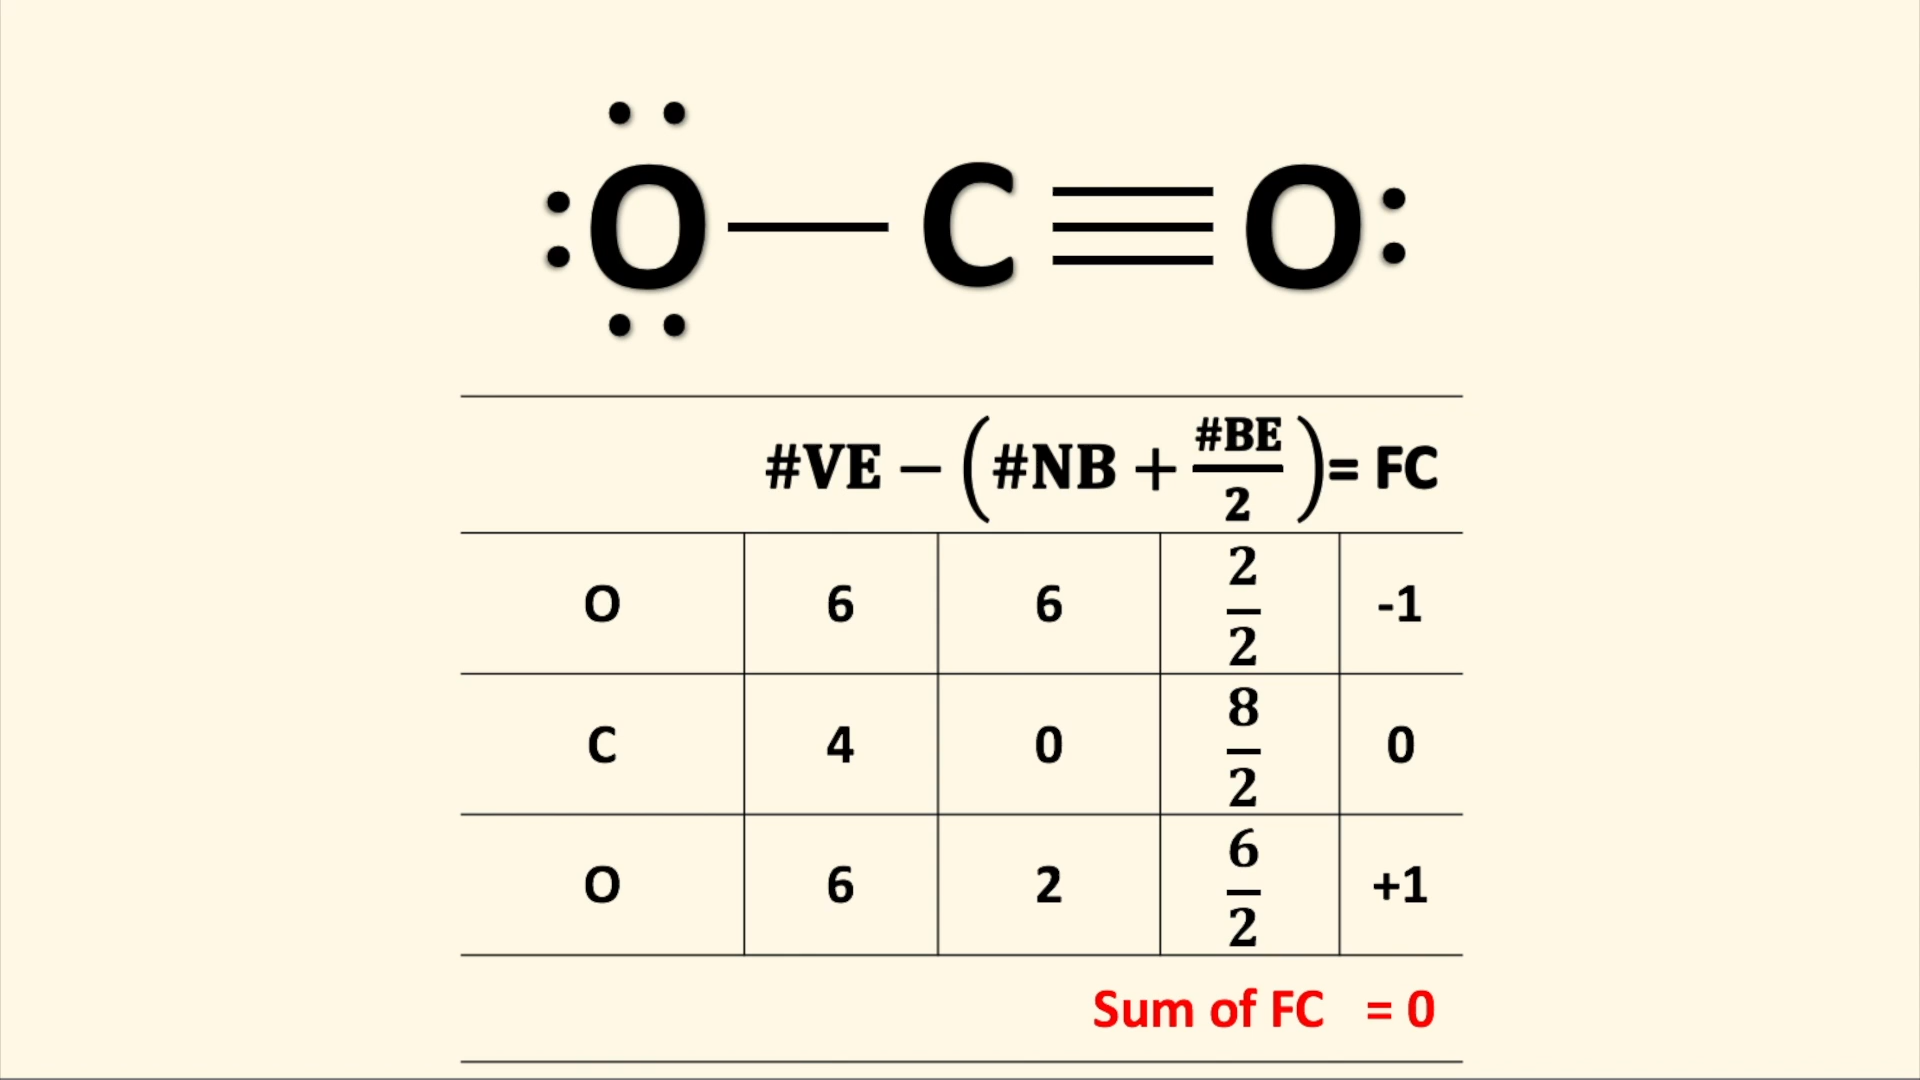 :O — C ≡ O:
#VE − (#NB + #BE/2) = FC
O 6 6 2/2 -1
C 4 0 8/2 0
O 6 2 6/2 +1
Sum of FC = 0